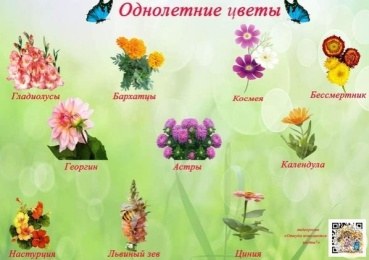 Однолетние цветы
Гладиолусы
Бархатцы
Космея
Бессмертник
Георгин
Астры
Календула
Настурция
Львиный зев
Циния